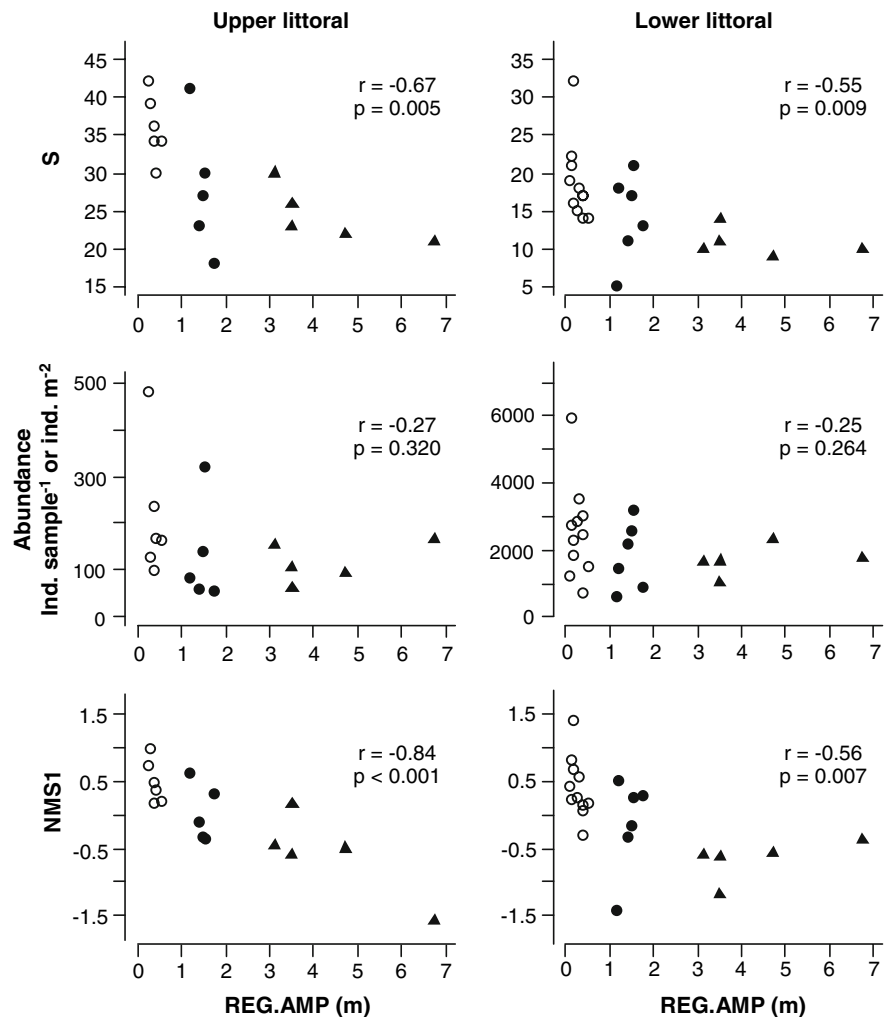 Upper littoral
Lower littoral
S
45
40
35
30
25
20
15
r = -0.67
p = 0.005
0 1 2 3 4 5 6 7
35
30
25
20
15
10
5
r = -0.55
p = 0.009
0 1 2 3 4 5 6 7
Abundance
Ind. sample⁻¹ or ind. m⁻²
500
300
100
0
r = -0.27
p = 0.320
0 1 2 3 4 5 6 7
6000
4000
2000
0
r = -0.25
p = 0.264
0 1 2 3 4 5 6 7
NMS1
1.5
0.5
-0.5
-1.5
r = -0.84
p < 0.001
0 1 2 3 4 5 6 7
REG.AMP (m)
1.5
0.5
-0.5
-1.5
r = -0.56
p = 0.007
0 1 2 3 4 5 6 7
REG.AMP (m)